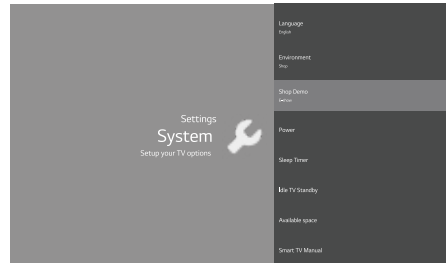 Settings
System
Setup your TV options
Language
English
Environment
Shop
Shop Demo
Power
Sleep Timer
Idle TV Standby
Available space
Smart TV Manual